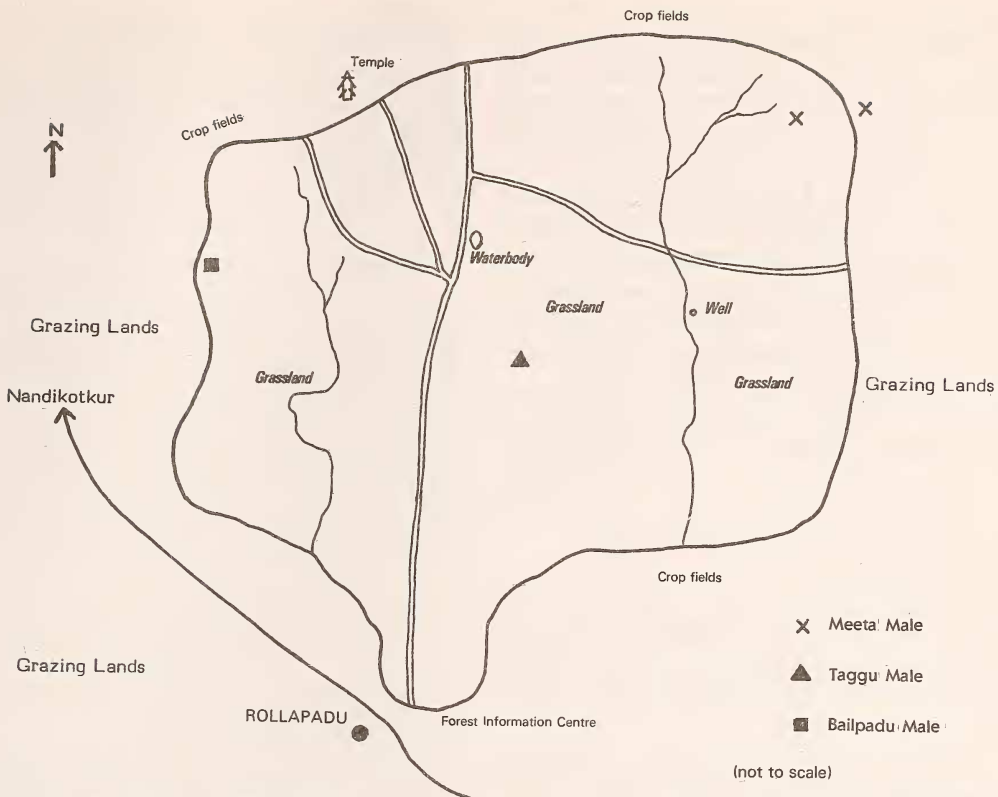 Crop fields
Temple
Crop fields
N
Waterbody
Grassland
Well
Grazing Lands
Grassland
Grassland
Grazing Lands
Nandikotkur
Crop fields
Meeta Male
Grazing Lands
Taggu Male
ROLLAPADU
Forest Information Centre
Bailpadu Male
(not to scale)